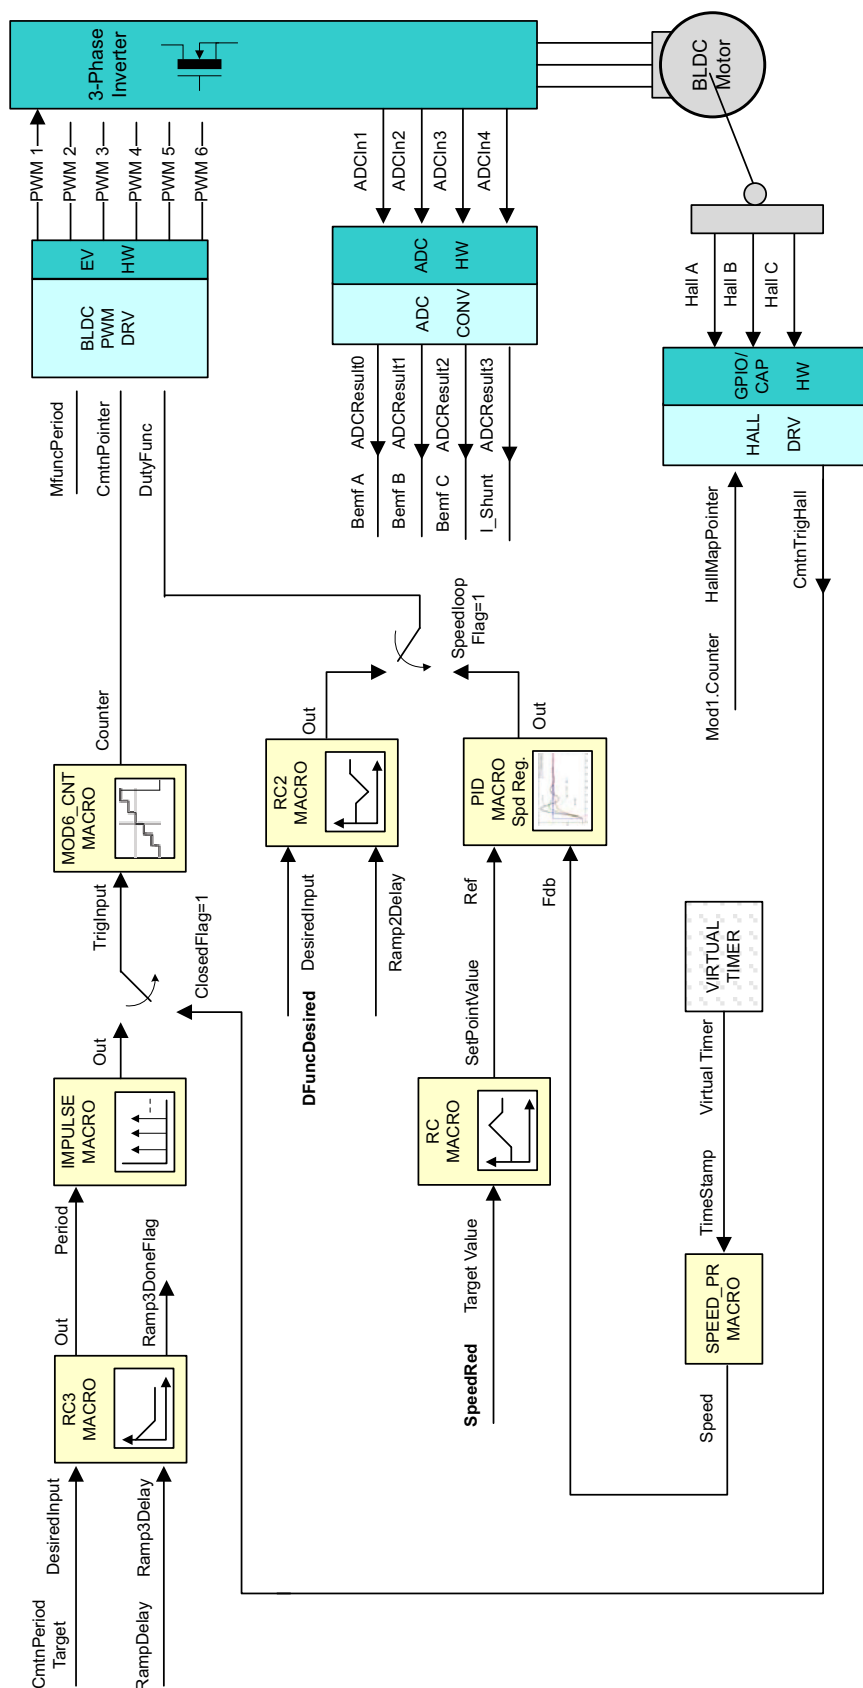 CmtnPeriod
Target
DesiredInput
RampDelay
Ramp3Delay
RC3
MACRO
Out
Period
Ramp3DoneFlag
IMPULSE
MACRO
Out
ClosedFlag=1
TrigInput
MOD6_CNT
MACRO
Counter
MfuncPeriod
CmtnPointer
DutyFunc
BLDC
PWM
DRV
EV
HW
PWM 1
PWM 2
PWM 3
PWM 4
PWM 5
PWM 6
3-Phase
Inverter
DFuncDesired
DesiredInput
Ramp2Delay
RC2
MACRO
Out
Speedloop
Flag=1
Bemf A
ADCResult0
Bemf B
ADCResult1
Bemf C
ADCResult2
I_Shunt
ADCResult3
ADC
CONV
ADC
HW
ADCIn1
ADCIn2
ADCIn3
ADCIn4
SpeedRed
Target Value
RC
MACRO
SetPointValue
Ref
Fdb
PID
MACRO
Spd Reg.
Out
BLDC
Motor
Speed
SPEED_PR
MACRO
TimeStamp
Virtual Timer
VIRTUAL
TIMER
Mod1.Counter
HallMapPointer
CmtnTrigHall
HALL
DRV
GPIO/
CAP
HW
Hall A
Hall B
Hall C